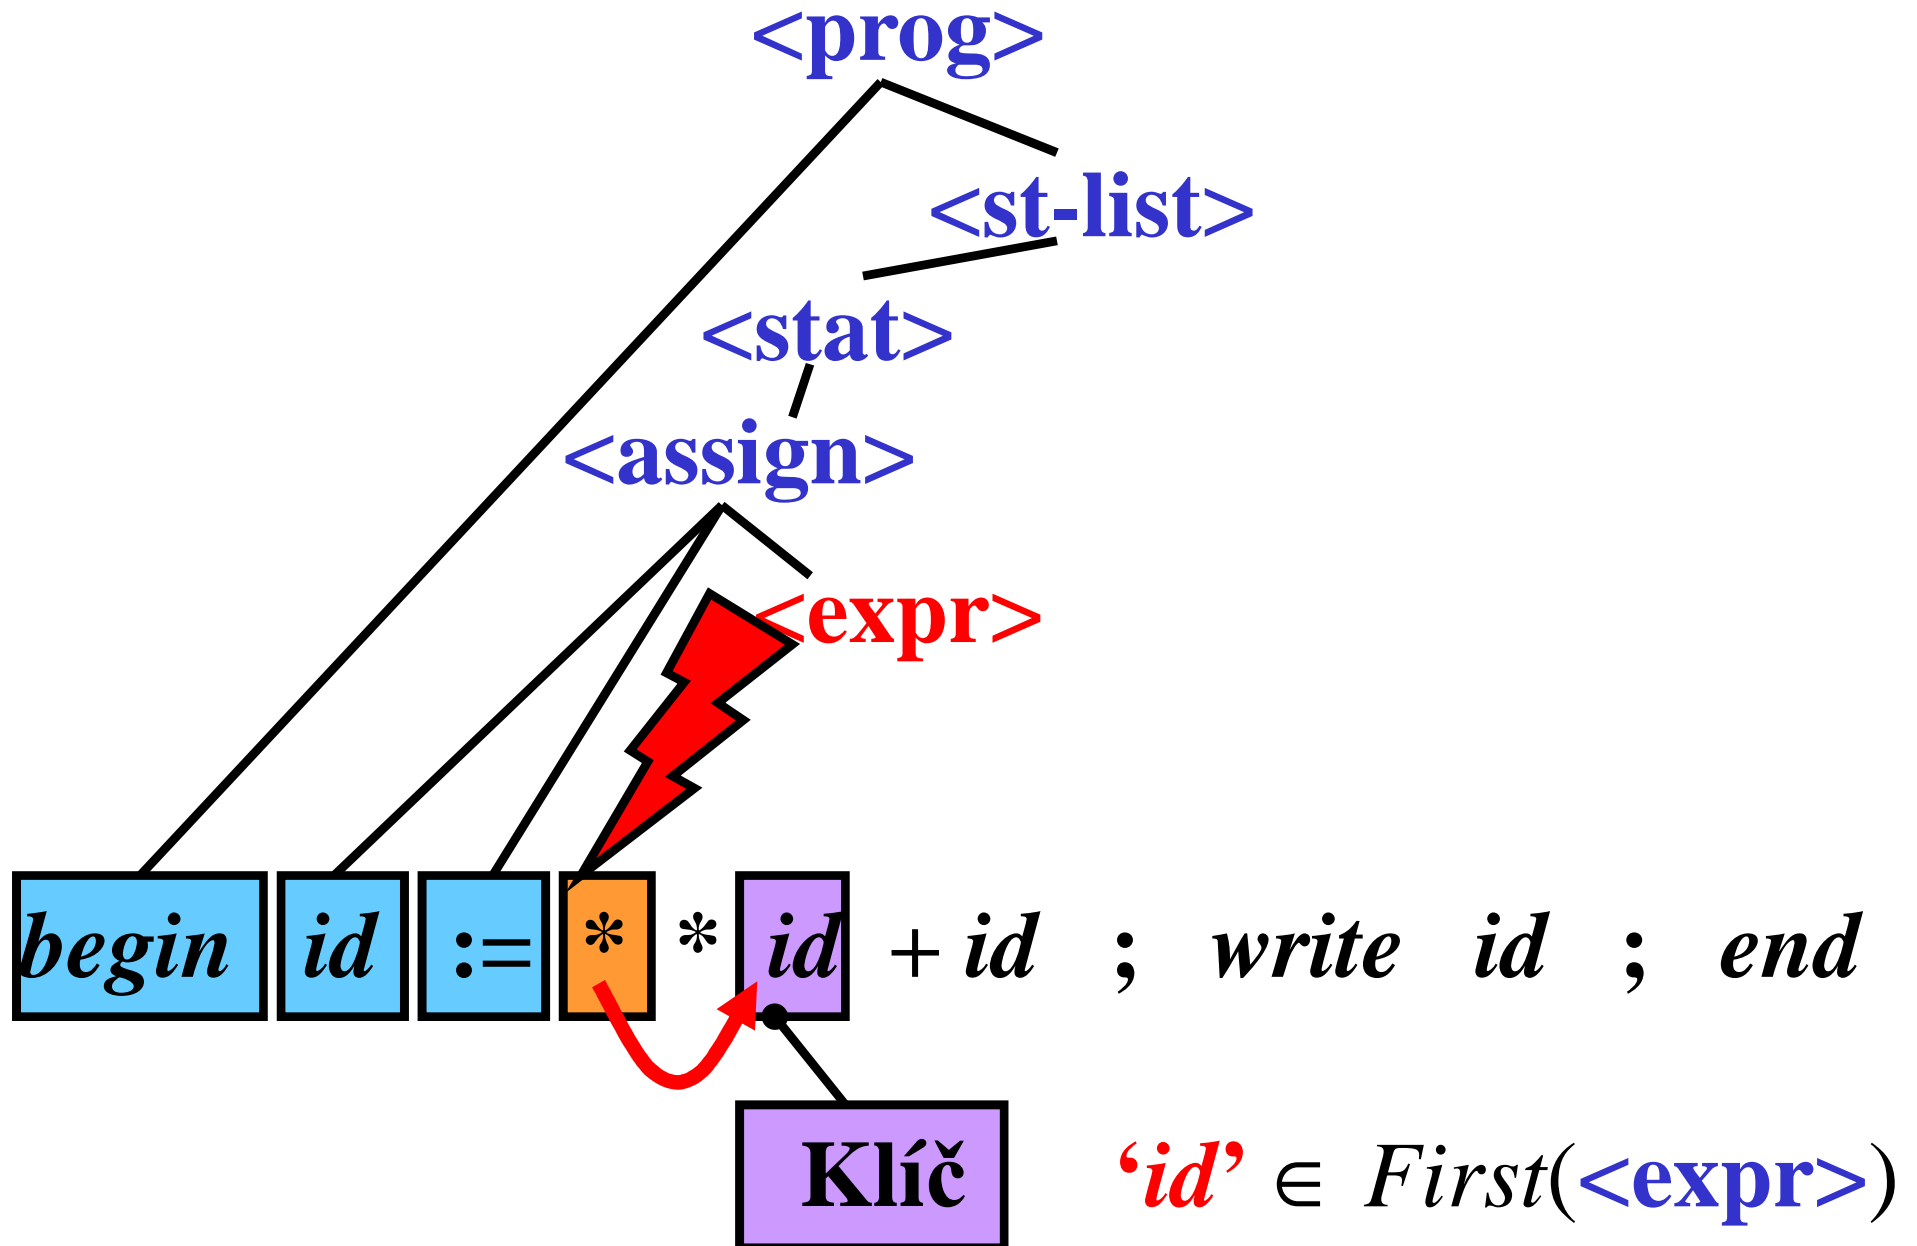 <prog>
<st-list>
<stat>
<assign>
<expr>
begin id := * * id + id ; write id ; end
Klíč ‘id’ ∈ First(<expr>)